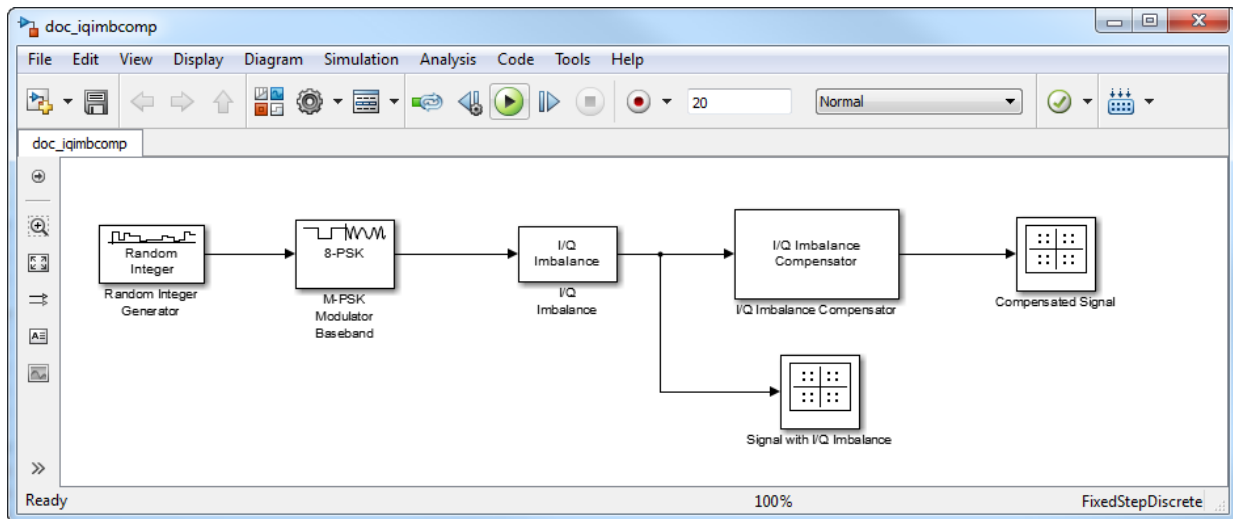 doc_iqimbcomp
File Edit View Display Diagram Simulation Analysis Code Tools Help
20
Normal
doc_iqimbcomp
Random
Integer
Random Integer
Generator
8-PSK
M-PSK
Modulator
Baseband
I/Q
Imbalance
I/Q
Imbalance
I/Q Imbalance
Compensator
I/Q Imbalance Compensator
Compensated Signal
Signal with I/Q Imbalance
Ready
100%
FixedStepDiscrete